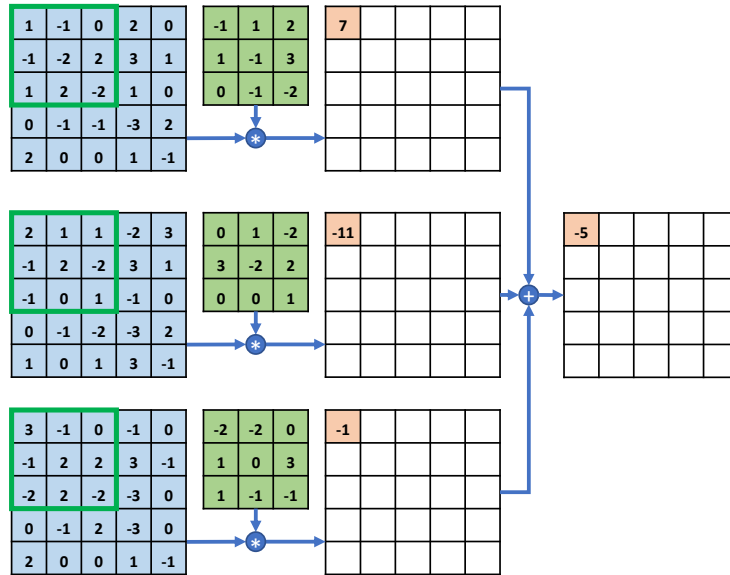 1 -1 0 2 0 -1 1 2 7
-1 -2 2 3 1 1 -1 3
1 2 -2 1 0 0 -1 -2
0 -1 -1 -3 2 *
2 0 0 1 -1
2 1 1 -2 3 0 1 -2 -11 -5
-1 2 -2 3 1 3 -2 2
-1 0 1 -1 0 0 0 1 +
0 -1 -2 -3 2 *
1 0 1 3 -1
3 -1 0 -1 0 -2 -2 0 -1
-1 2 2 3 -1 1 0 3
-2 2 -2 -3 0 1 -1 -1
0 -1 2 -3 0 *
2 0 0 1 -1